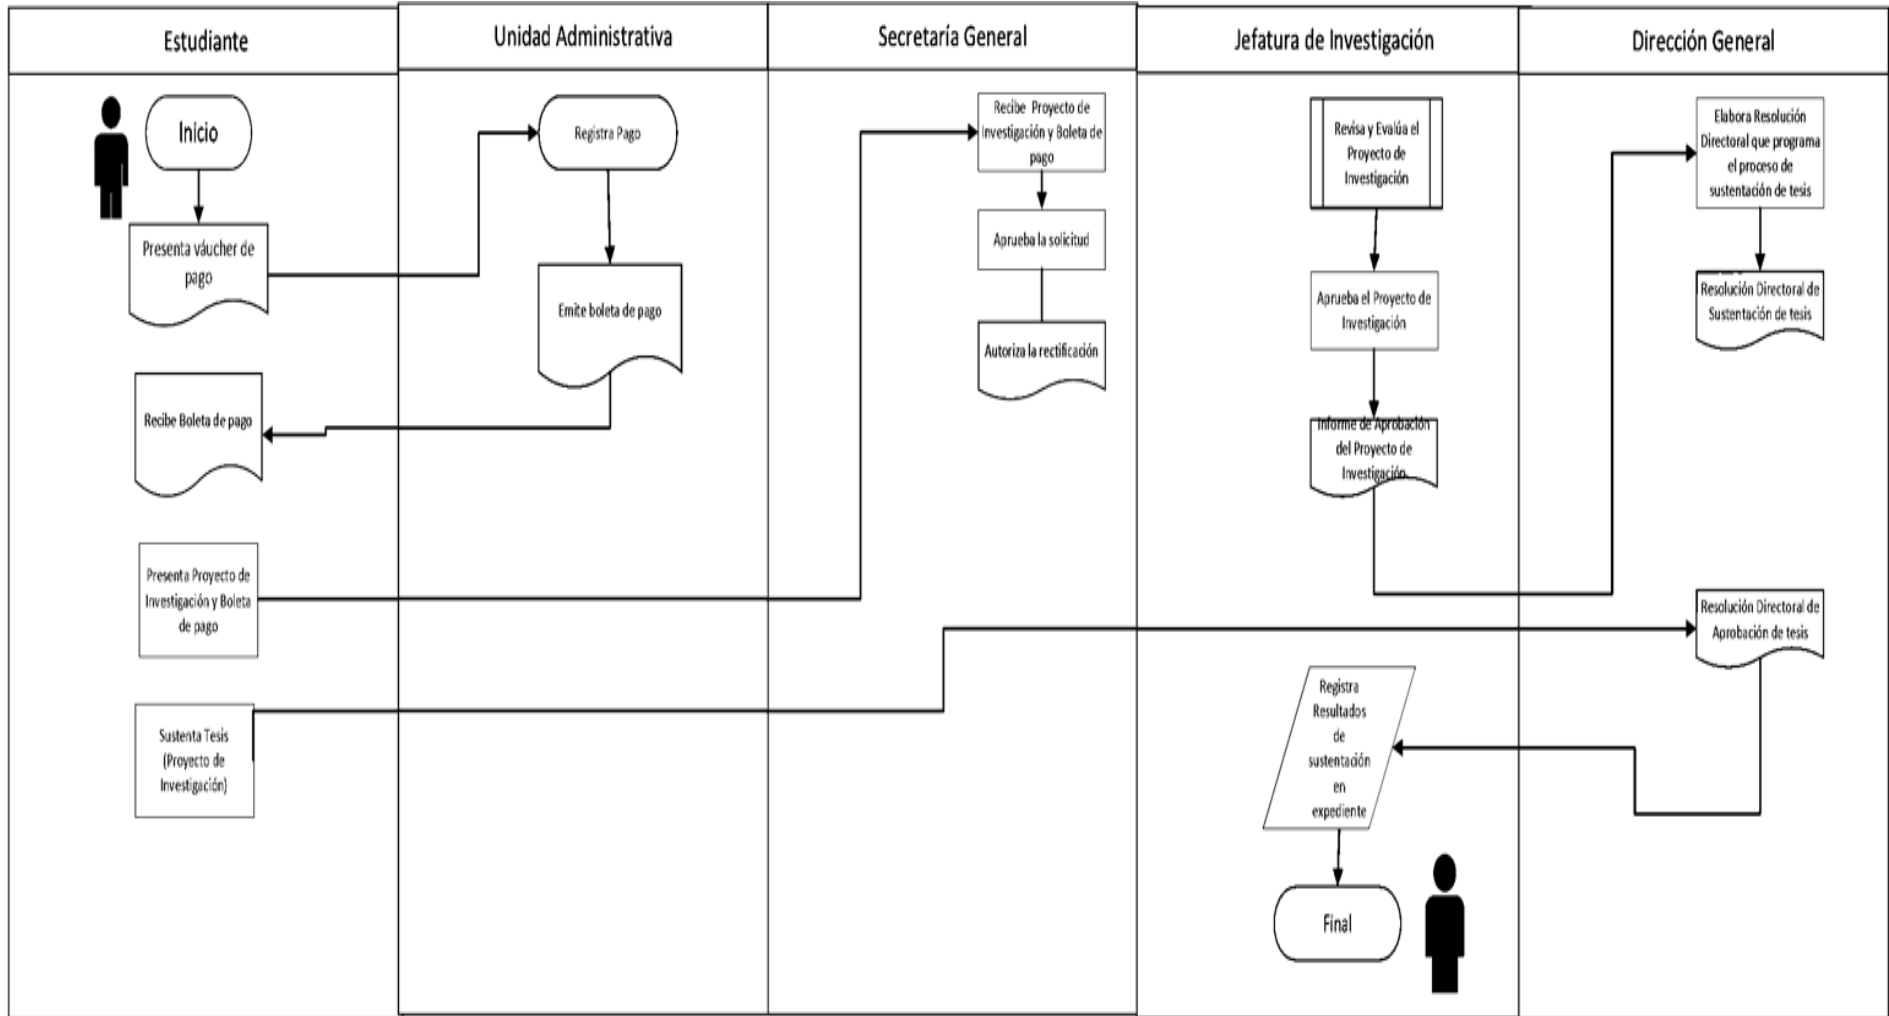 Estudiante
Unidad Administrativa
Secretaría General
Jefatura de Investigación
Dirección General
Inicio
Presenta váucher de
pago
Recibe Boleta de pago
Presenta Proyecto de
Investigación y Boleta
de pago
Sustenta Tesis
(Proyecto de
Investigación)
Registra Pago
Emite boleta de pago
Recibe Proyecto de
Investigación y Boleta de
pago
Aprueba la solicitud
Autoriza la rectificación
Revisa y Evalúa el
Proyecto de
Investigación
Aprueba el Proyecto de
Investigación
Informe de Aprobación
del Proyecto de
Investigación
Registra
Resultados
de
sustentación
en
expediente
Final
Elabora Resolución
Directoral que programa
el proceso de
sustentación de tesis
Resolución Directoral de
Sustentación de tesis
Resolución Directoral de
Aprobación de tesis